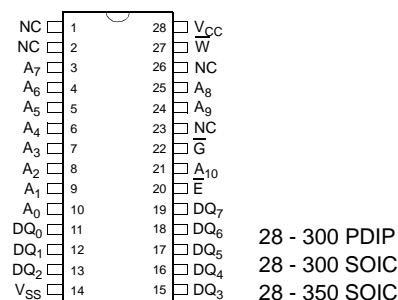 NC 1 28 V_CC
NC 2 27 W̅
A₇ 3 26 NC
A₆ 4 25 A₈
A₅ 5 24 A₉
A₄ 6 23 NC
A₃ 7 22 G̅
A₂ 8 21 A₁₀
A₁ 9 20 E̅
A₀ 10 19 DQ₇
DQ₀ 11 18 DQ₆
DQ₁ 12 17 DQ₅
DQ₂ 13 16 DQ₄
V_SS 14 15 DQ₃
28 - 300 PDIP
28 - 300 SOIC
28 - 350 SOIC